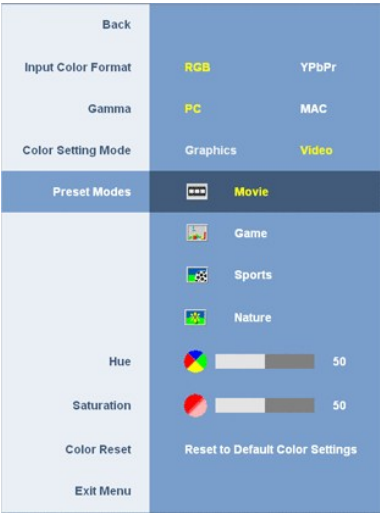 Back
Input Color Format RGB YPbPr
Gamma PC MAC
Color Setting Mode Graphics Video
Preset Modes Movie
Game
Sports
Nature
Hue 50
Saturation 50
Color Reset Reset to Default Color Settings
Exit Menu